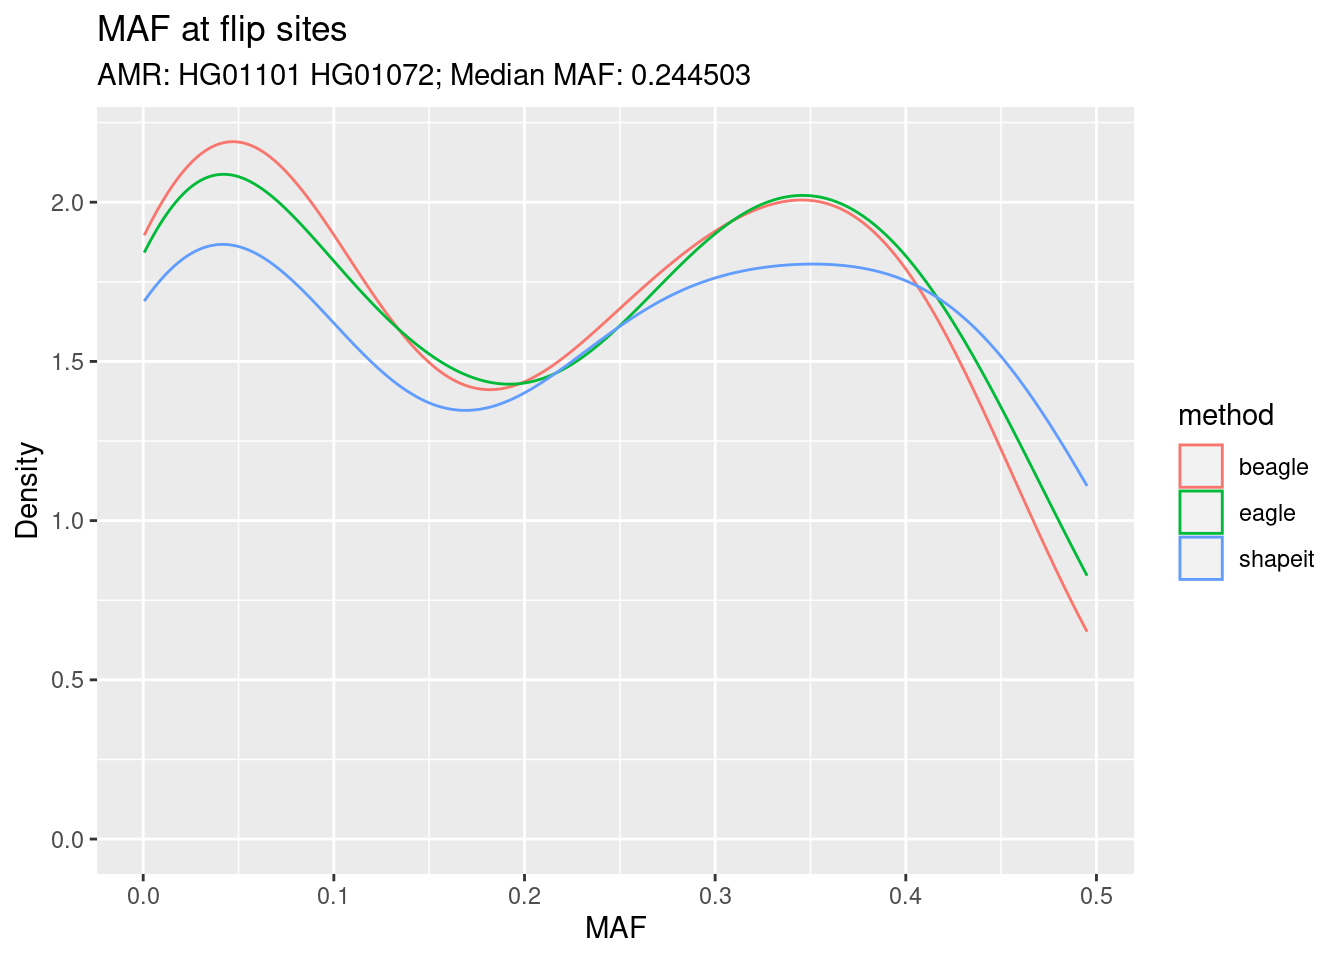 MAF at flip sites
AMR: HG01101 HG01072; Median MAF: 0.244503
Density
2.0
1.5
1.0
0.5
0.0
0.0 0.1 0.2 0.3 0.4 0.5
MAF
method
beagle
eagle
shapeit